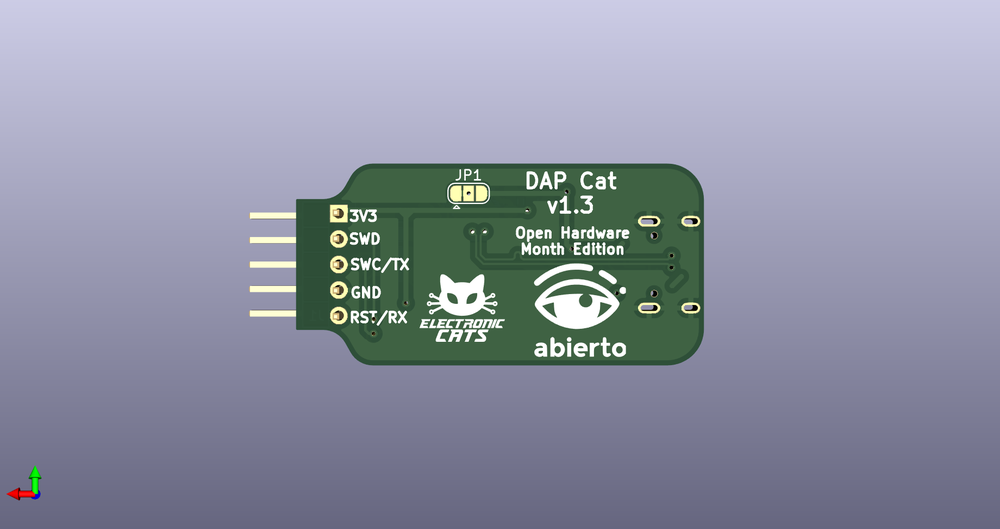 JP1
DAP Cat
v1.3
Open Hardware
Month Edition
3V3
SWD
SWC/TX
GND
RST/RX
ELECTRONIC
CATS
abierto